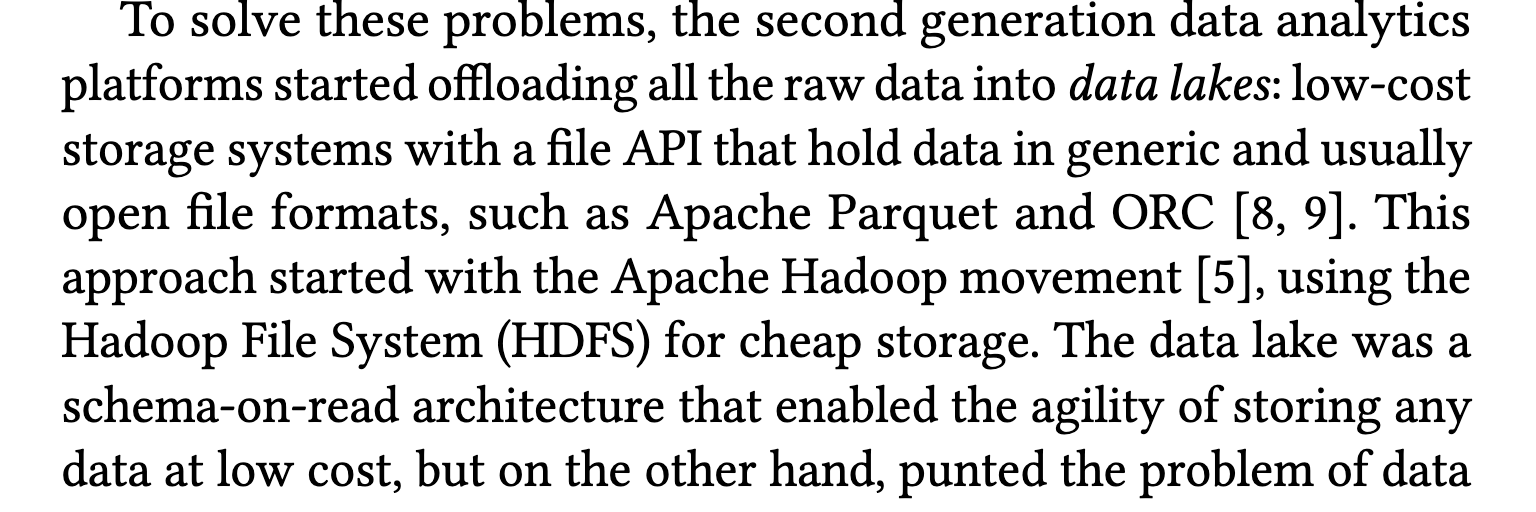 To solve these problems, the second generation data analytics
platforms started offloading all the raw data into data lakes: low-cost
storage systems with a file API that hold data in generic and usually
open file formats, such as Apache Parquet and ORC [8, 9]. This
approach started with the Apache Hadoop movement [5], using the
Hadoop File System (HDFS) for cheap storage. The data lake was a
schema-on-read architecture that enabled the agility of storing any
data at low cost, but on the other hand, punted the problem of data